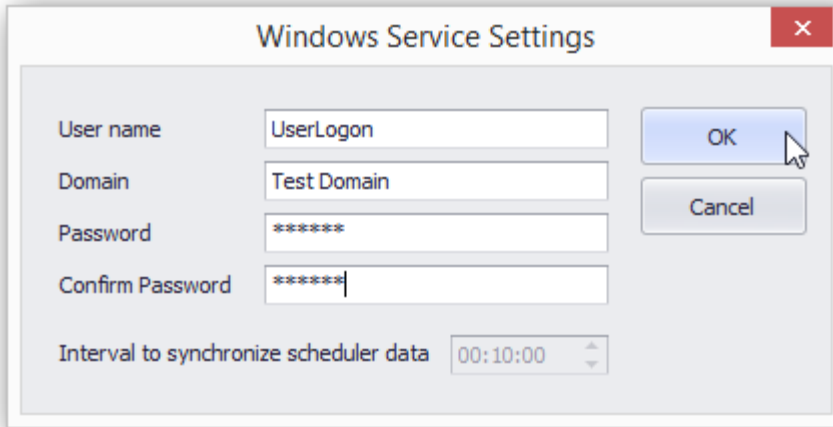 Windows Service Settings
User name UserLogon OK
Domain Test Domain
Cancel
Password ******
Confirm Password ******
Interval to synchronize scheduler data 00:10:00